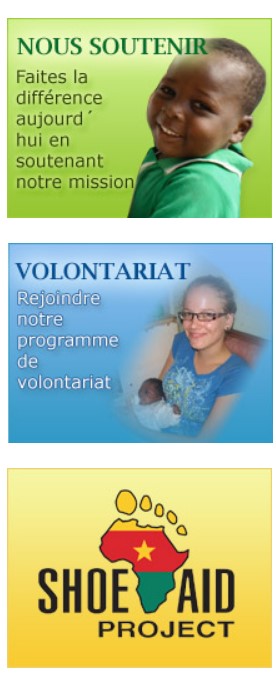 NOUS SOUTENIR
Faites la
différence
aujourd´
hui en
soutenant
notre mission
VOLONTARIAT
Rejoindre
notre
programme
de
volontariat
SHOE AID
PROJECT